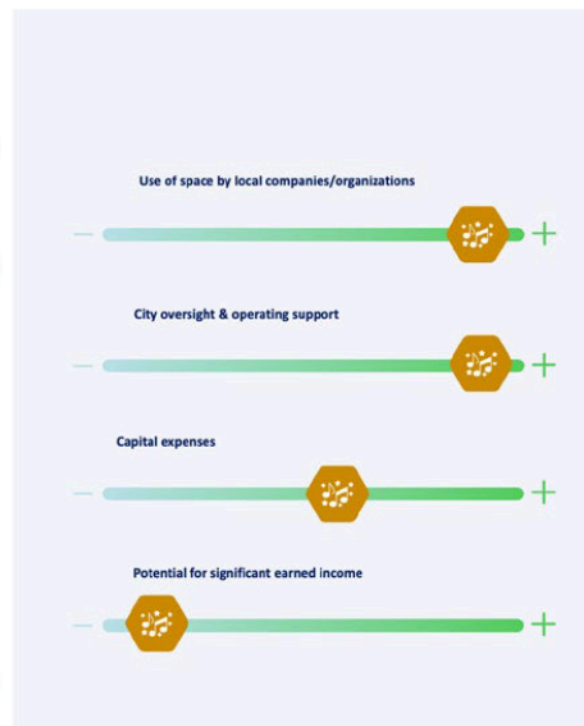 Use of space by local companies/organizations
City oversight & operating support
Capital expenses
Potential for significant earned income